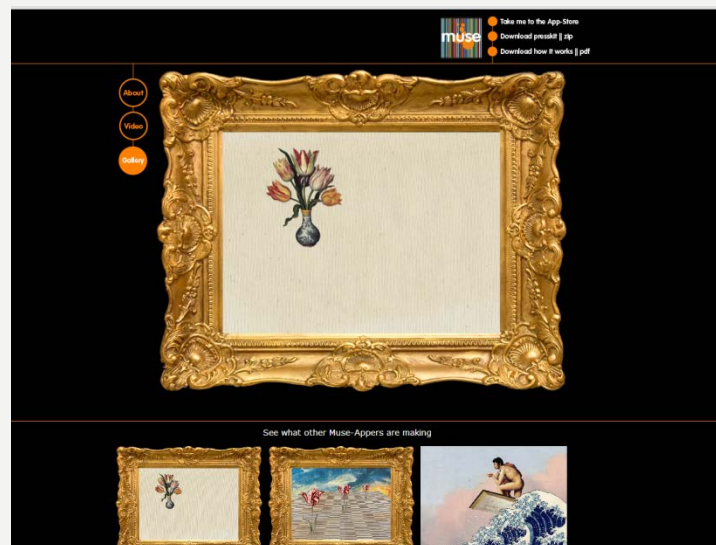 muse
Take me to the App-Store
Download presskit || zip
Download how it works || pdf
About
Video
Gallery
See what other Muse-Appers are making